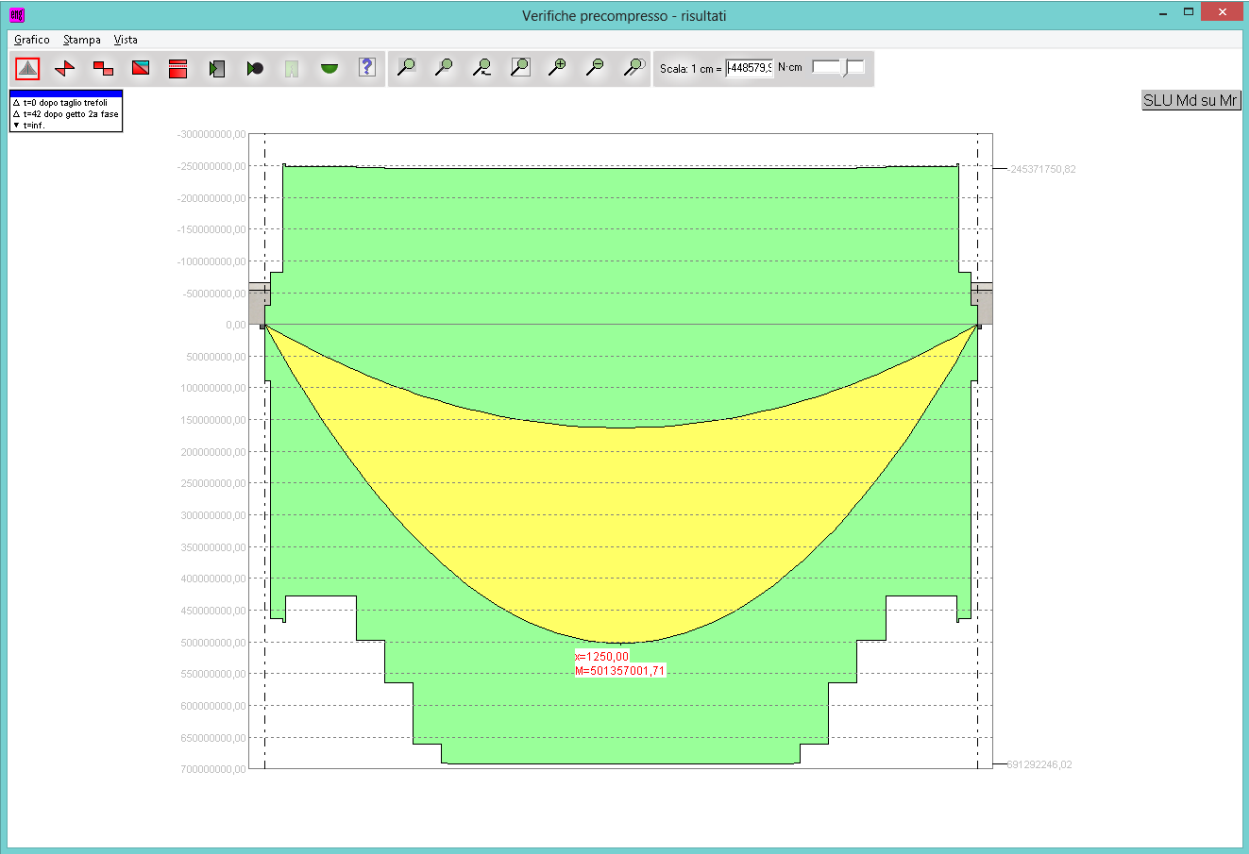 eng
Verifiche precompresso - risultati
Grafico Stampa Vista
Scala: 1 cm = -448579,9 N·cm
Δ t=0 dopo taglio trefoli
Δ t=42 dopo getto 2a fase
▼ t=inf.
SLU Md su Mr
-300000000,00
-250000000,00
-245371750,82
-200000000,00
-150000000,00
-100000000,00
-50000000,00
0,00
50000000,00
100000000,00
150000000,00
200000000,00
250000000,00
300000000,00
350000000,00
400000000,00
450000000,00
500000000,00
x=1250,00
M=501357001,71
550000000,00
600000000,00
650000000,00
691292246,02
700000000,00